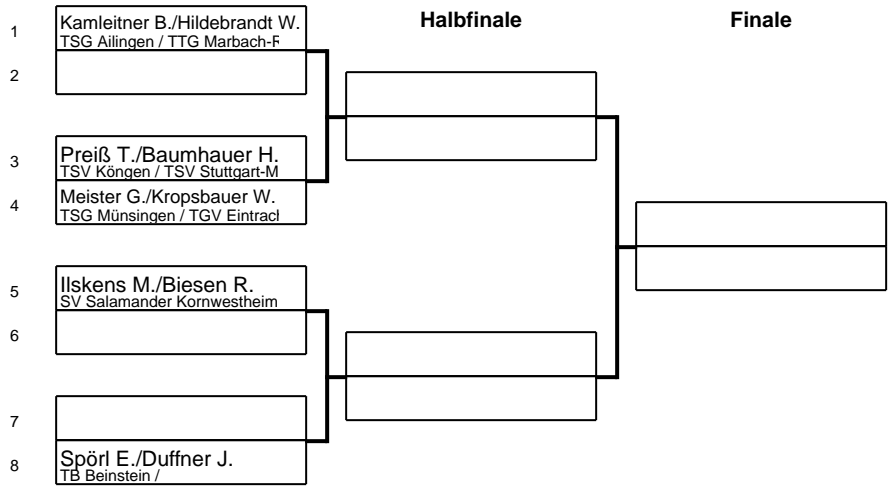 Halbfinale
Finale
1
Kamleitner B./Hildebrandt W.
TSG Ailingen / TTG Marbach-R
2
3
Preiß T./Baumhauer H.
TSV Köngen / TSV Stuttgart-M
4
Meister G./Kropsbauer W.
TSG Münsingen / TGV Eintrach
5
Ilskens M./Biesen R.
SV Salamander Kornwestheim
6
7
8
Spörl E./Duffner J.
TB Beinstein /